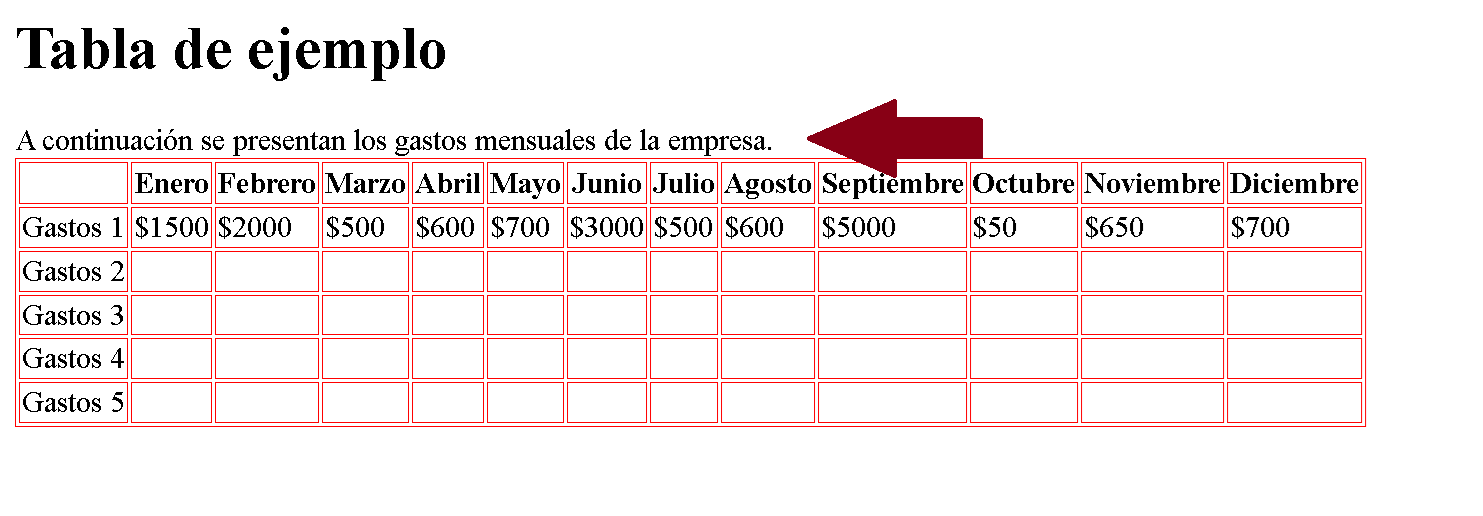 Tabla de ejemplo
A continuación se presentan los gastos mensuales de la empresa.
Enero Febrero Marzo Abril Mayo Junio Julio Agosto Septiembre Octubre Noviembre Diciembre
Gastos 1 $1500 $2000 $500 $600 $700 $3000 $500 $600 $5000 $50 $650 $700
Gastos 2
Gastos 3
Gastos 4
Gastos 5